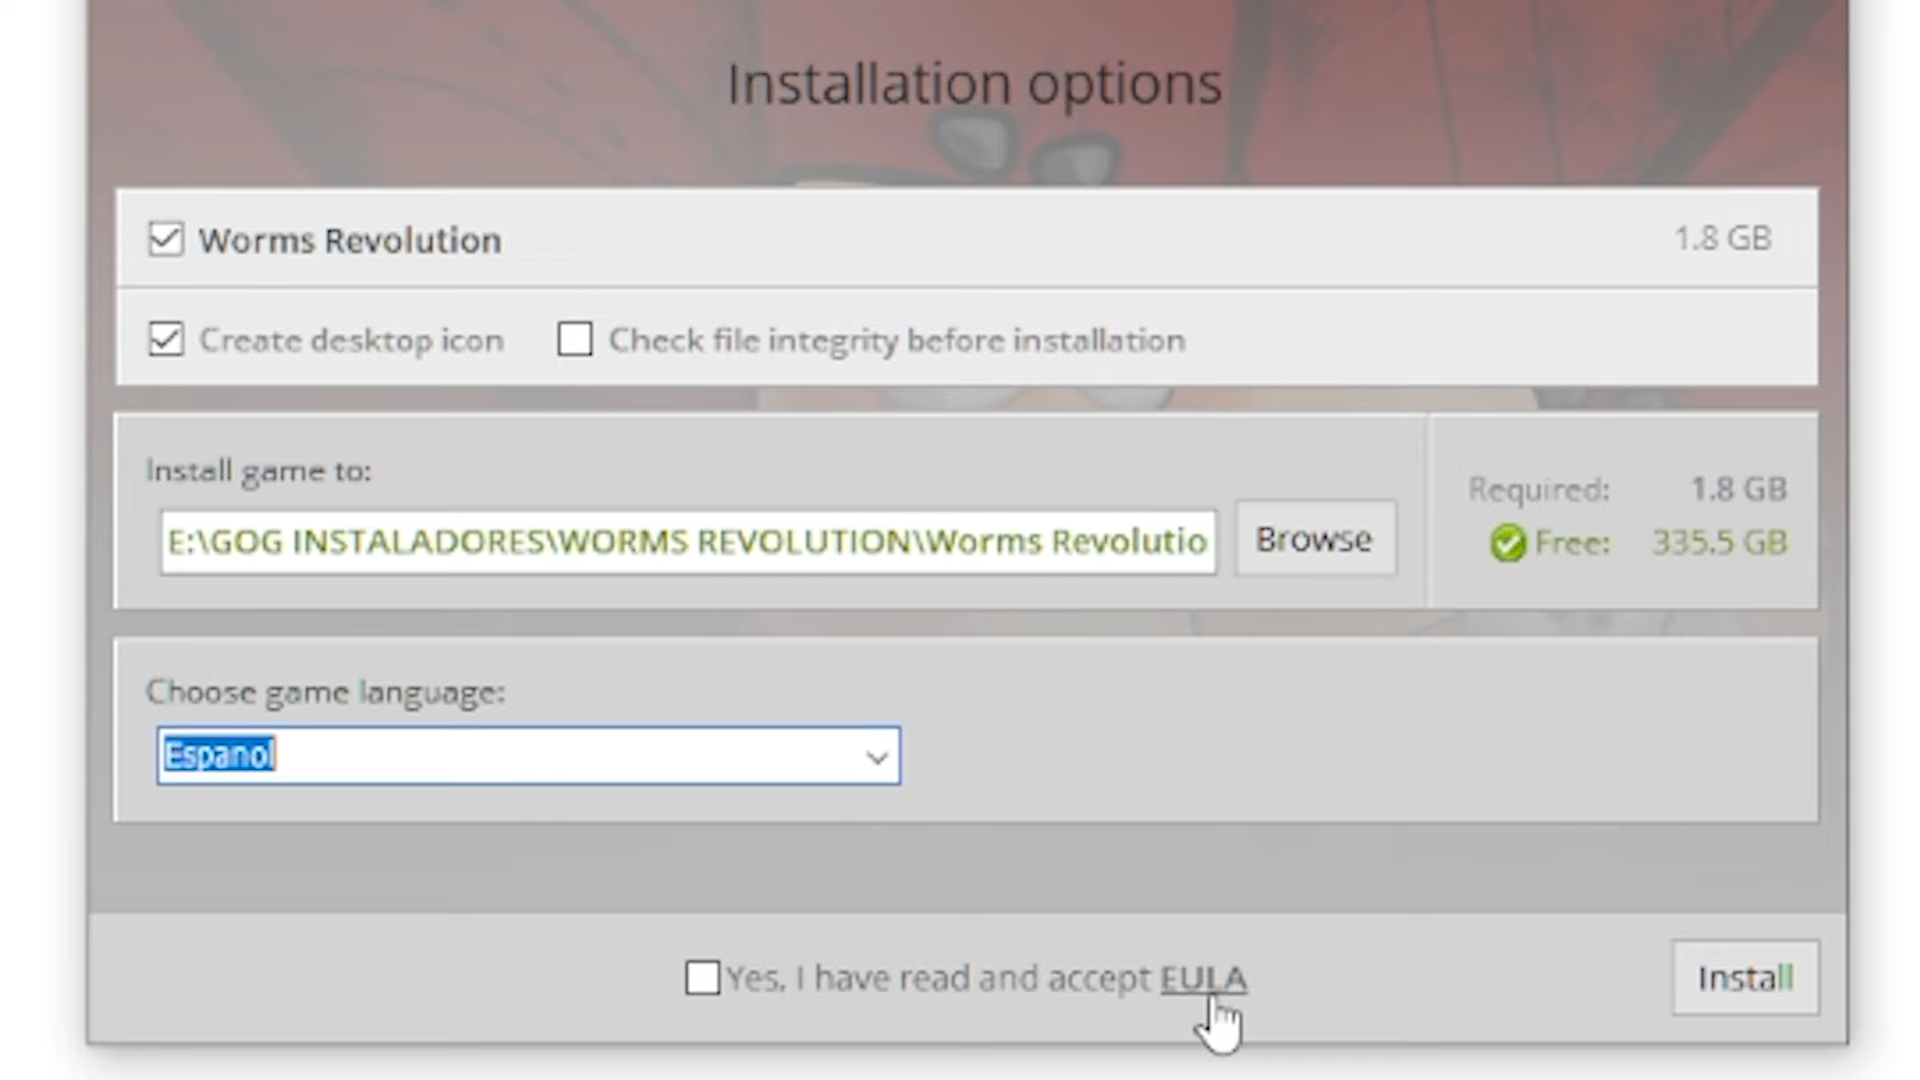 Installation options
Worms Revolution 1.8 GB
Create desktop icon Check file integrity before installation
Install game to:
E:\GOG INSTALADORES\WORMS REVOLUTION\Worms Revolutio Browse
Required: 1.8 GB
Free: 335.5 GB
Choose game language:
Espanol
Yes, I have read and accept EULA Install